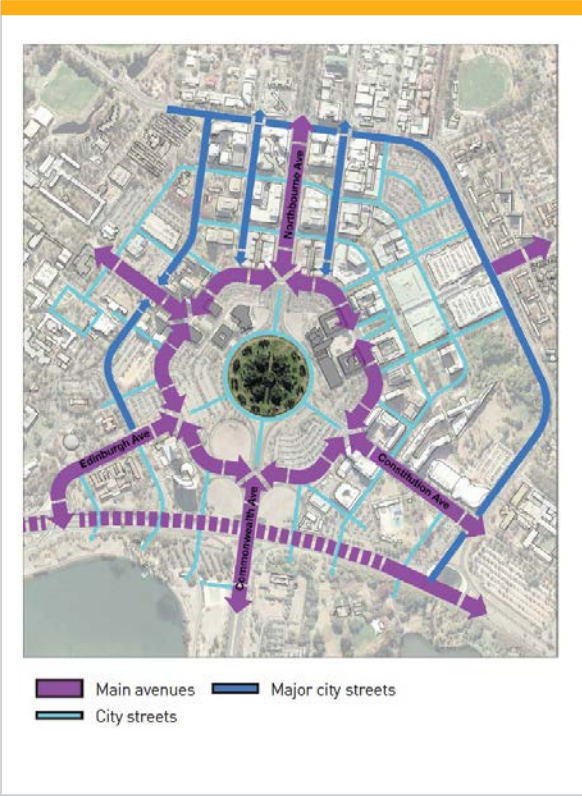 Northbourne Ave
Edinburgh Ave
Constitution Ave
Commonwealth Ave
Main avenues
Major city streets
City streets